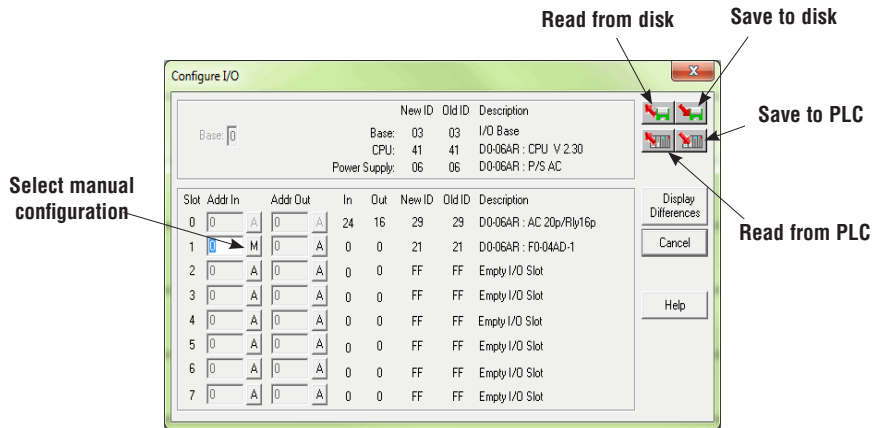 Read from disk
Save to disk
Configure I/O
X
New ID Old ID Description
Base: 0
Base: 03 03 I/O Base
CPU: 41 41 D0-06AR : CPU V 2.30
Power Supply: 06 06 D0-06AR : P/S AC
Save to PLC
Select manual
configuration
Slot Addr In Addr Out In Out New ID Old ID Description
0 0 A 0 A 24 16 29 29 D0-06AR : AC 20p/Rly16p
1 0 M 0 A 0 0 21 21 D0-06AR : F0-04AD-1
2 0 A 0 A 0 0 FF FF Empty I/O Slot
3 0 A 0 A 0 0 FF FF Empty I/O Slot
4 0 A 0 A 0 0 FF FF Empty I/O Slot
5 0 A 0 A 0 0 FF FF Empty I/O Slot
6 0 A 0 A 0 0 FF FF Empty I/O Slot
7 0 A 0 A 0 0 FF FF Empty I/O Slot
Display
Differences
Cancel
Help
Read from PLC